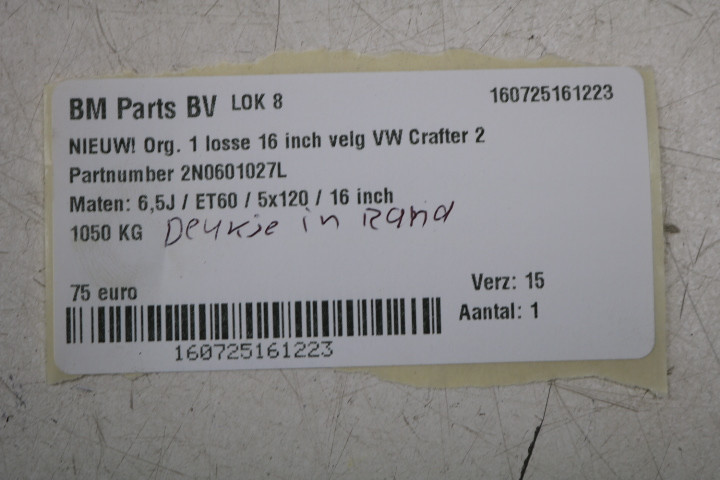 BM Parts BV LOK 8 160725161223
NIEUW! Org. 1 losse 16 inch velg VW Crafter 2
Partnumber 2N0601027L
Maten: 6,5J / ET60 / 5x120 / 16 inch
1050 KG Deukje in Rand
75 euro Verz: 15
Aantal: 1
160725161223